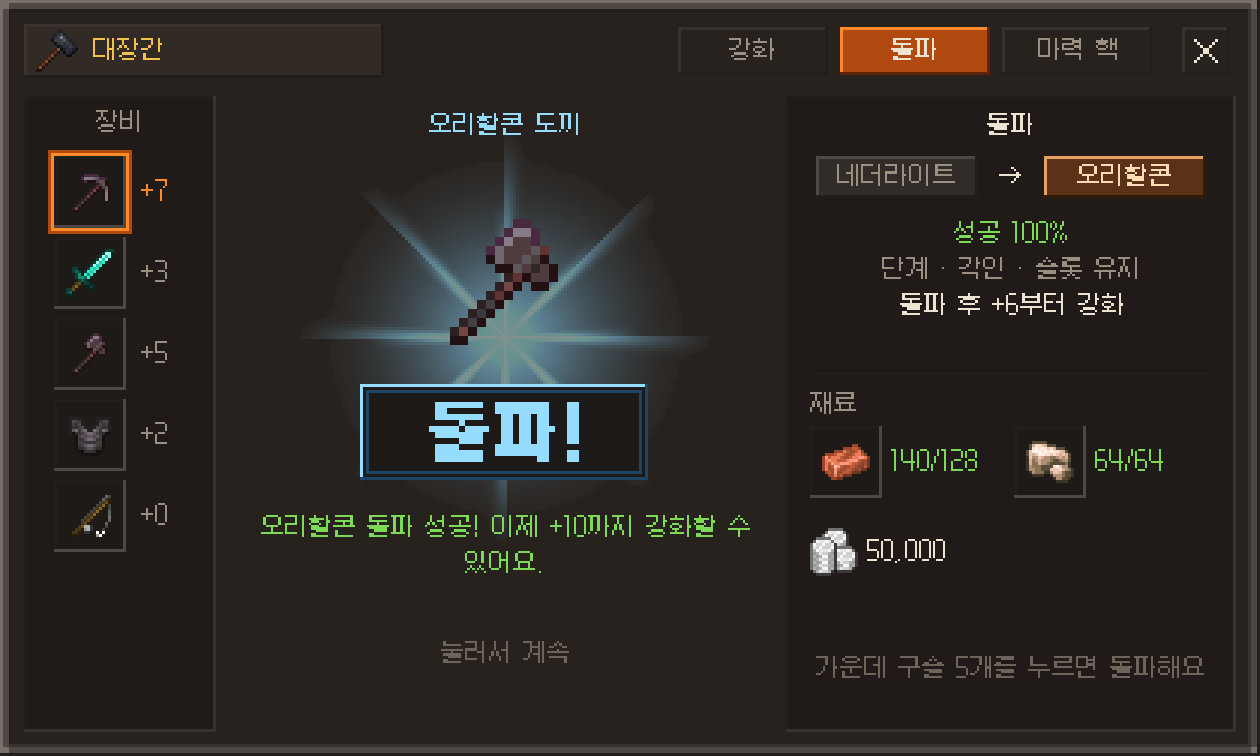 대장간
강화
돌파
마력 핵
장비
+7
+3
+5
+2
+0
오리할콘 도끼
돌파!
오리할콘 돌파 성공! 이제 +10까지 강화할 수
있어요.
눌러서 계속
돌파
네더라이트 → 오리할콘
성공 100%
단계 · 각인 · 슬롯 유지
돌파 후 +6부터 강화
재료
140/128
64/64
50,000
가운데 구슬 5개를 누르면 돌파해요